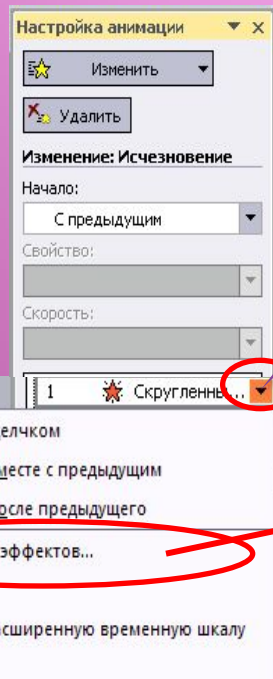 Настройка анимации
Изменить
Удалить
Изменение: Исчезновение
Начало:
С предыдущим
Свойство:
Скорость:
1 Скругленны...
елчком
месте с предыдущим
осле предыдущего
эффектов...
сширенную временную шкалу